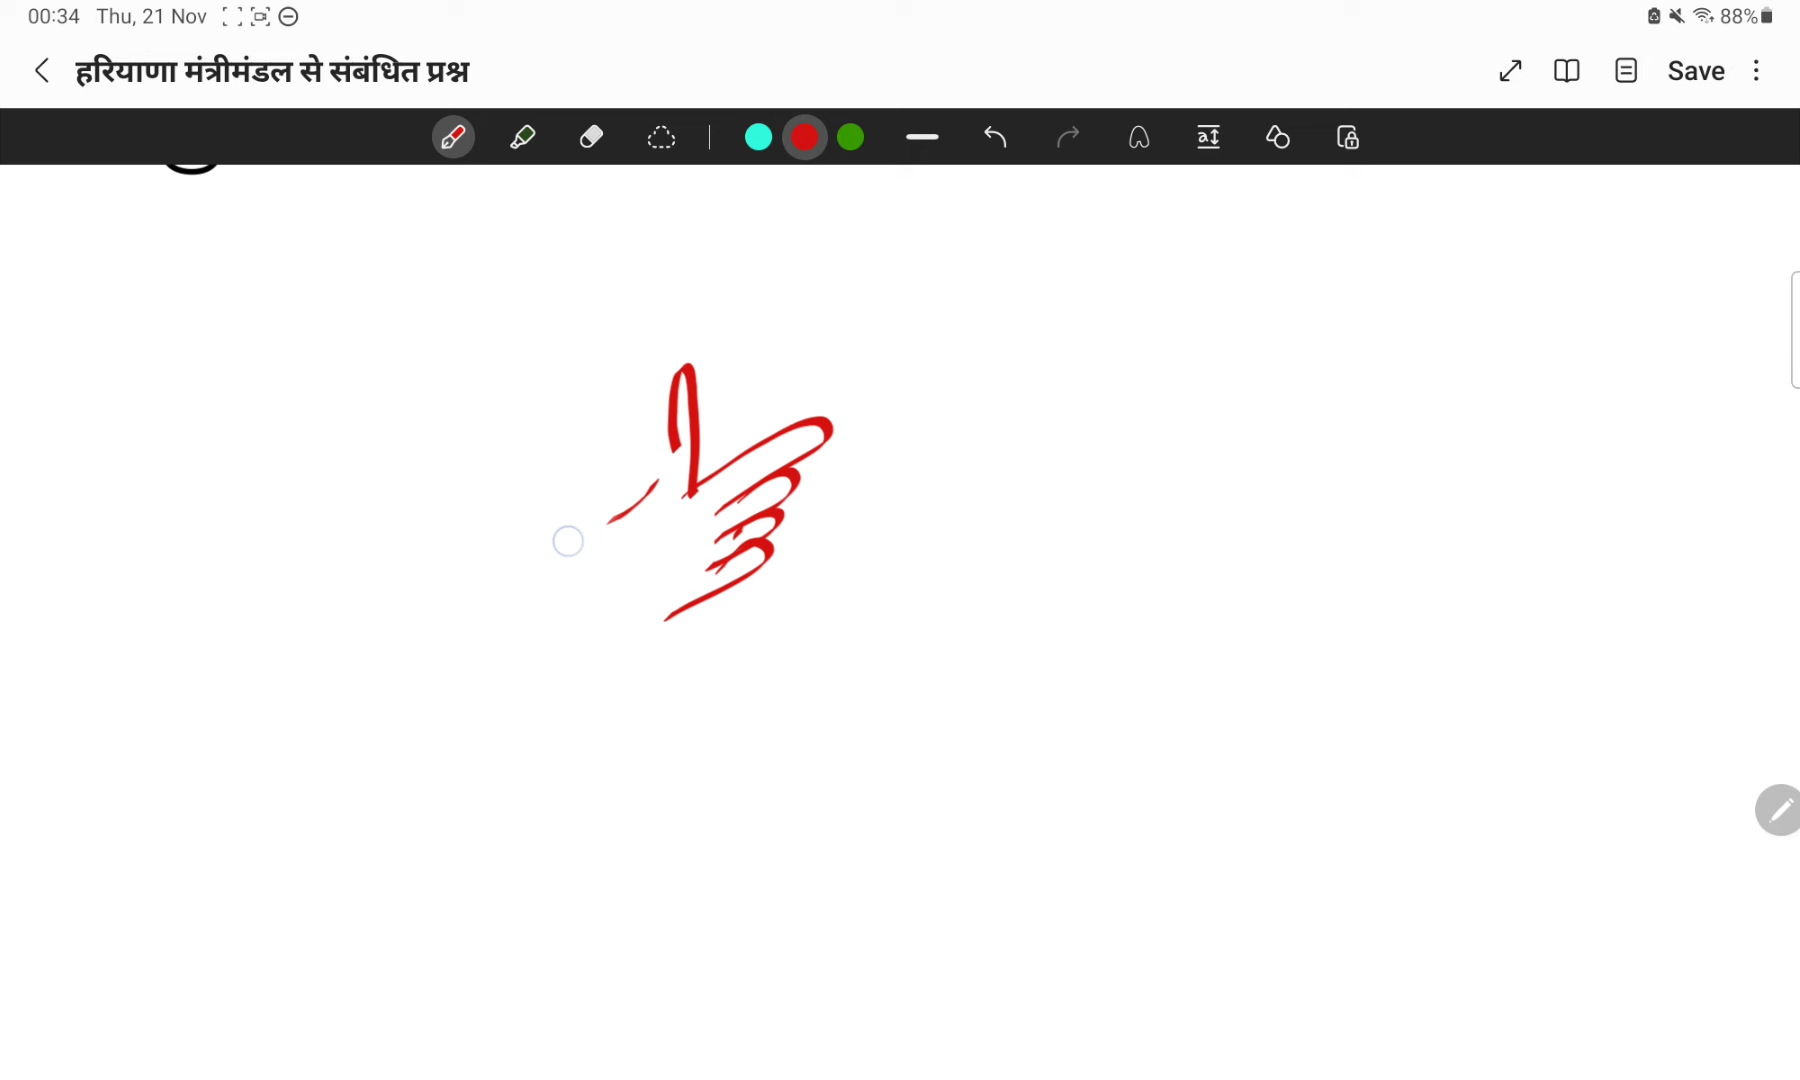 00:34 Thu, 21 Nov 88%
हरियाणा मंत्रीमंडल से संबंधित प्रश्न Save